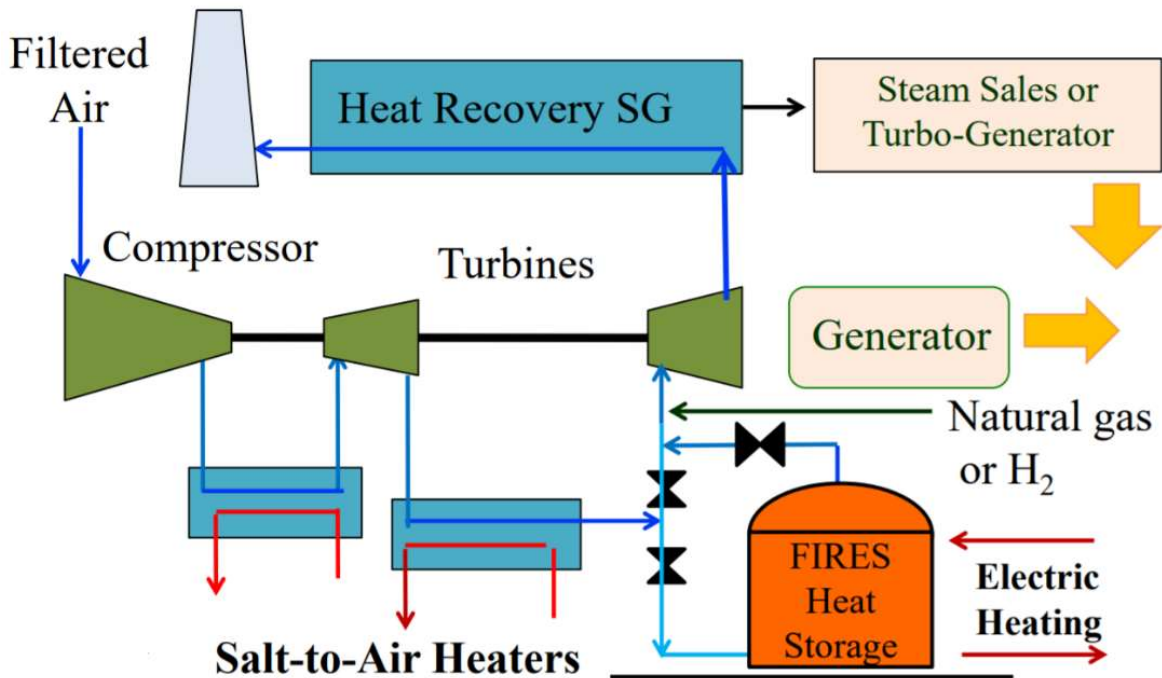 Filtered
Air
Heat Recovery SG
Steam Sales or
Turbo-Generator
Compressor
Turbines
Generator
Natural gas
or H₂
FIRES
Heat
Storage
Electric
Heating
Salt-to-Air Heaters